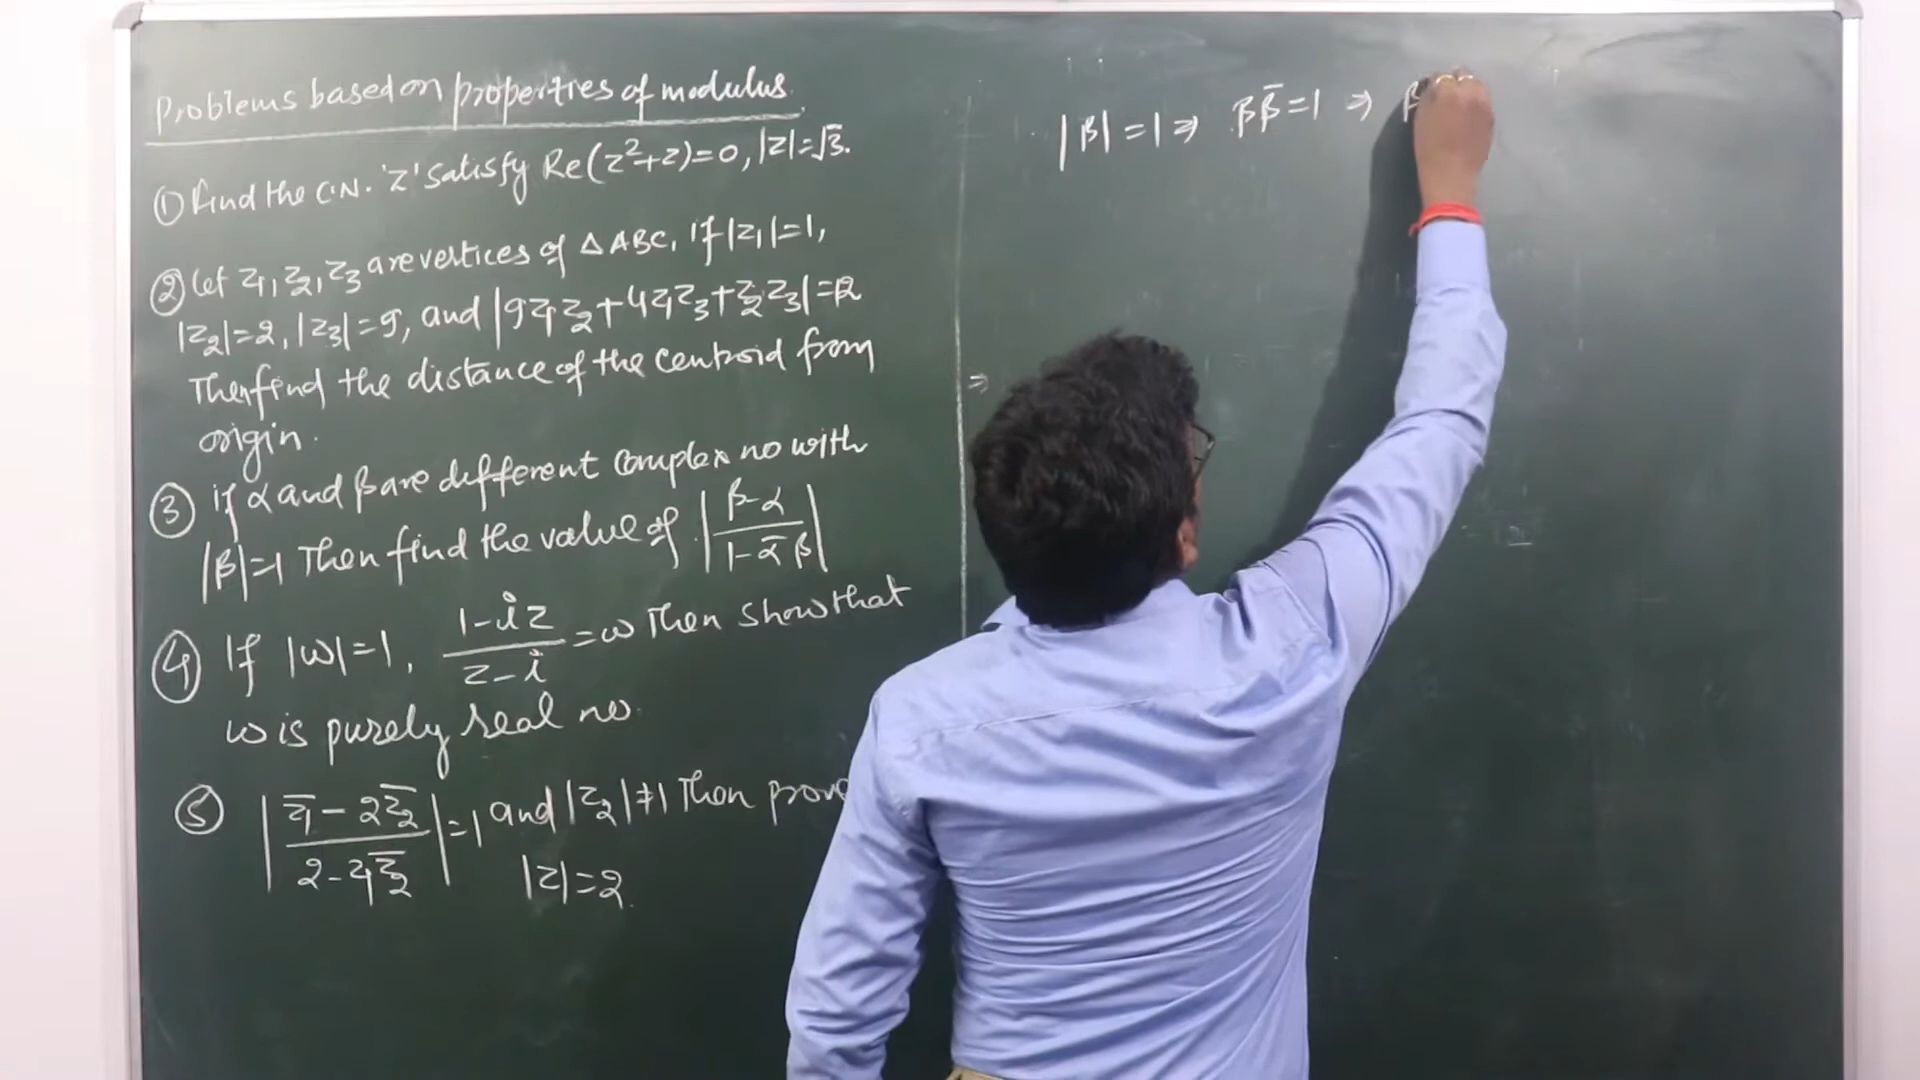 Problems based on properties of modulus.
① Find the C.N. 'Z' satisfy Re(z²+z)=0, |z|=√3.
② Let z₁, z₂, z₃ are vertices of △ABC, if |z₁|=1,
|z₂|=2, |z₃|=9, and |9z₁z₂+4z₁z₃+z₂z₃|=12
Then find the distance of the centroid from
origin.
③ if α and β are different complex no with
|β|=1 Then find the value of |β-α / 1-ᾱβ|
④ If |ω|=1, 1-iz / z-i = ω Then show that
ω is purely real no.
⑤ |z̅₁-2z̅₂ / 2-z₁z̅₂|=1 and |z₂|≠1 Then prove
|z|=2.
|β|=1 ⇒ ββ̅=1 ⇒ β
⇒